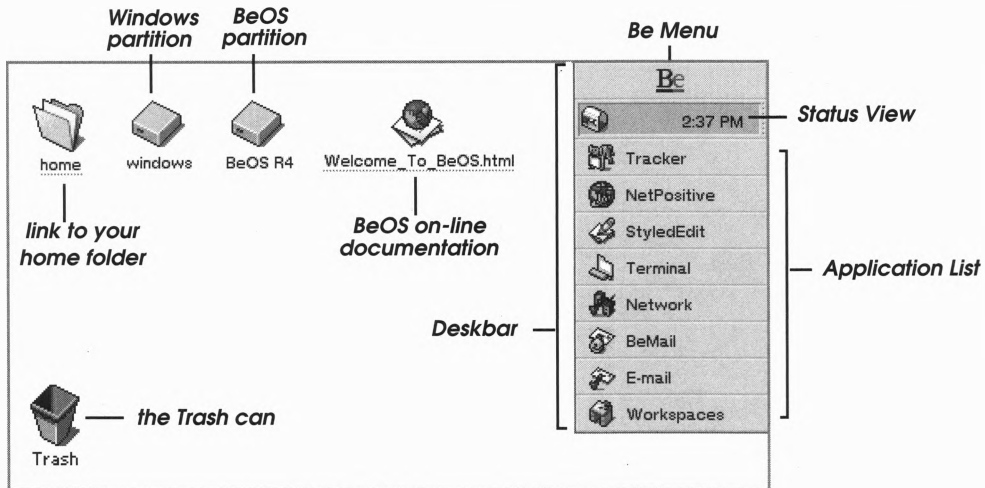 Windows
partition
BeOS
partition
Be Menu
Be
home
windows
BeOS R4
Welcome_To_BeOS.html
2:37 PM
Status View
Tracker
NetPositive
StyledEdit
Terminal
Network
BeMail
E-mail
Workspaces
link to your
home folder
BeOS on-line
documentation
Application List
Deskbar
the Trash can
Trash